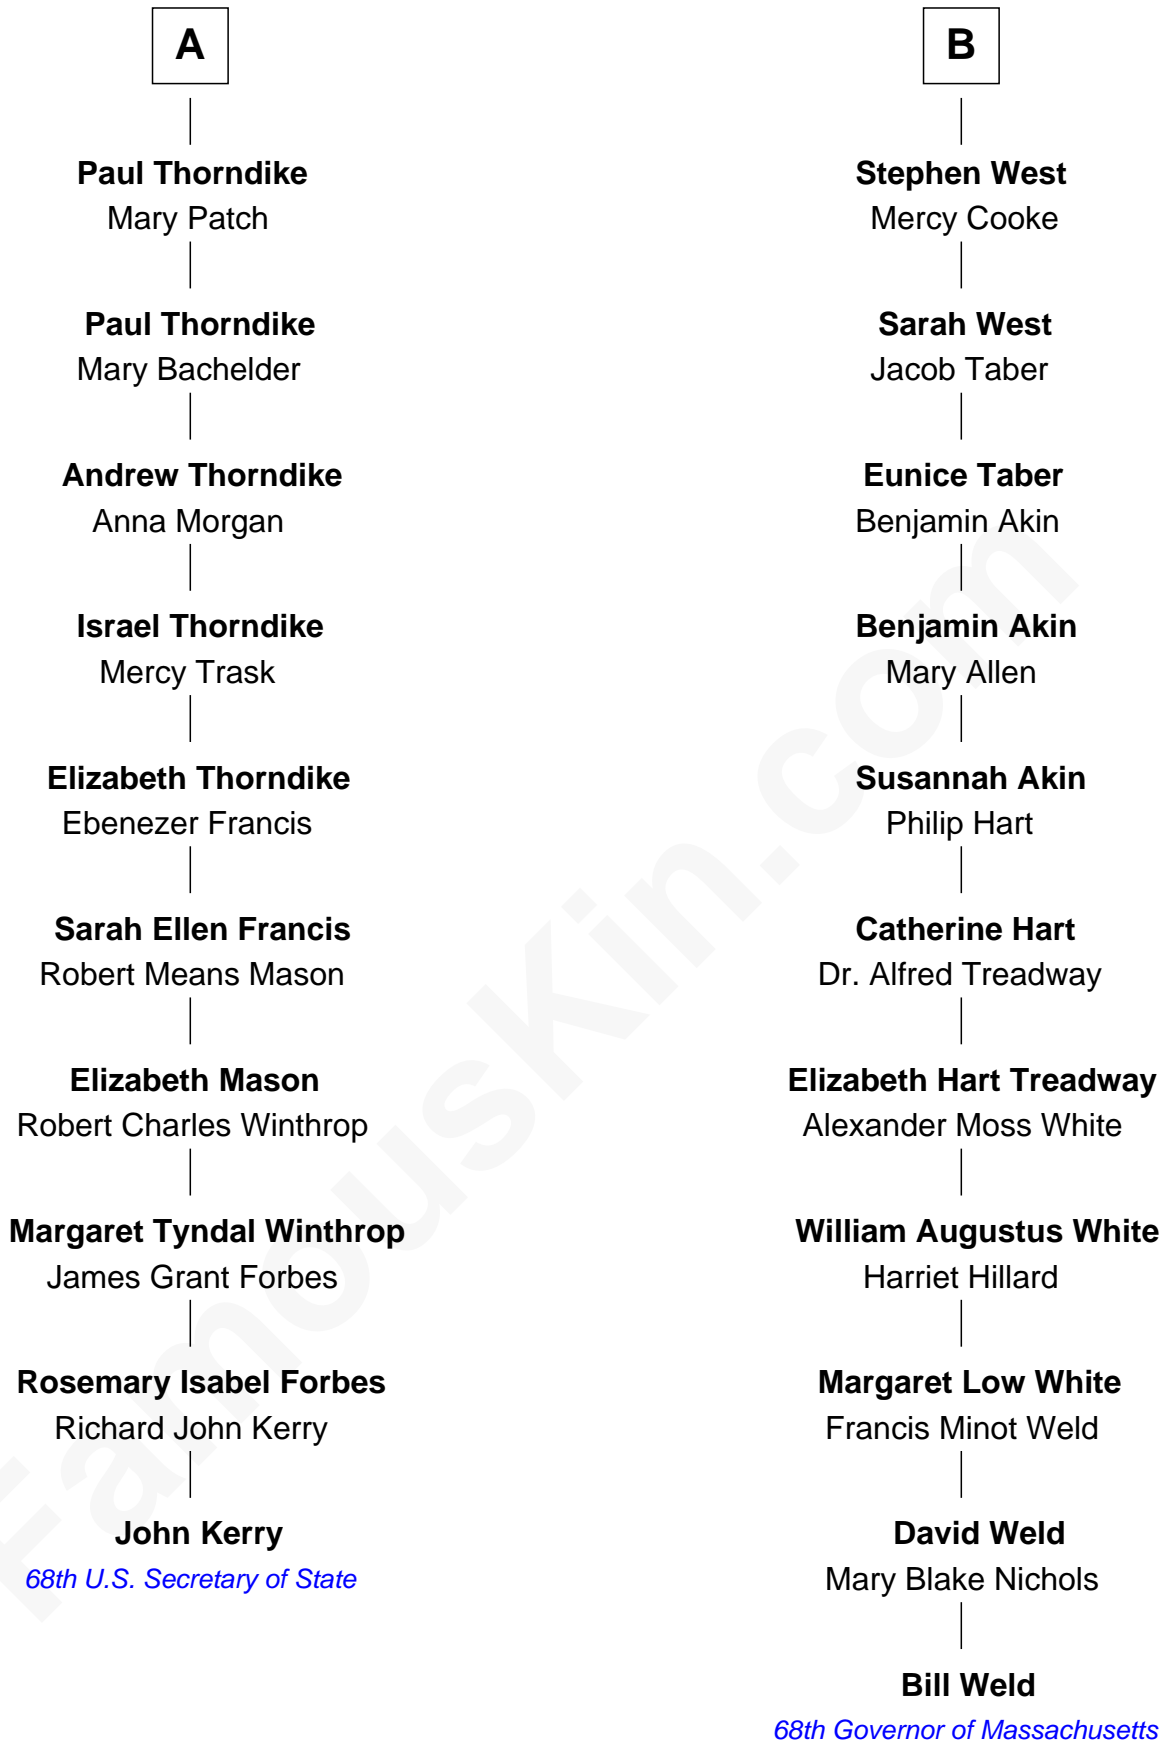 A
Paul Thorndike
Mary Patch
Paul Thorndike
Mary Bachelder
Andrew Thorndike
Anna Morgan
Israel Thorndike
Mercy Trask
Elizabeth Thorndike
Ebenezer Francis
Sarah Ellen Francis
Robert Means Mason
Elizabeth Mason
Robert Charles Winthrop
Margaret Tyndal Winthrop
James Grant Forbes
Rosemary Isabel Forbes
Richard John Kerry
John Kerry
68th U.S. Secretary of State
B
Stephen West
Mercy Cooke
Sarah West
Jacob Taber
Eunice Taber
Benjamin Akin
Benjamin Akin
Mary Allen
Susannah Akin
Philip Hart
Catherine Hart
Dr. Alfred Treadway
Elizabeth Hart Treadway
Alexander Moss White
William Augustus White
Harriet Hillard
Margaret Low White
Francis Minot Weld
David Weld
Mary Blake Nichols
Bill Weld
68th Governor of Massachusetts
FamousKin.com